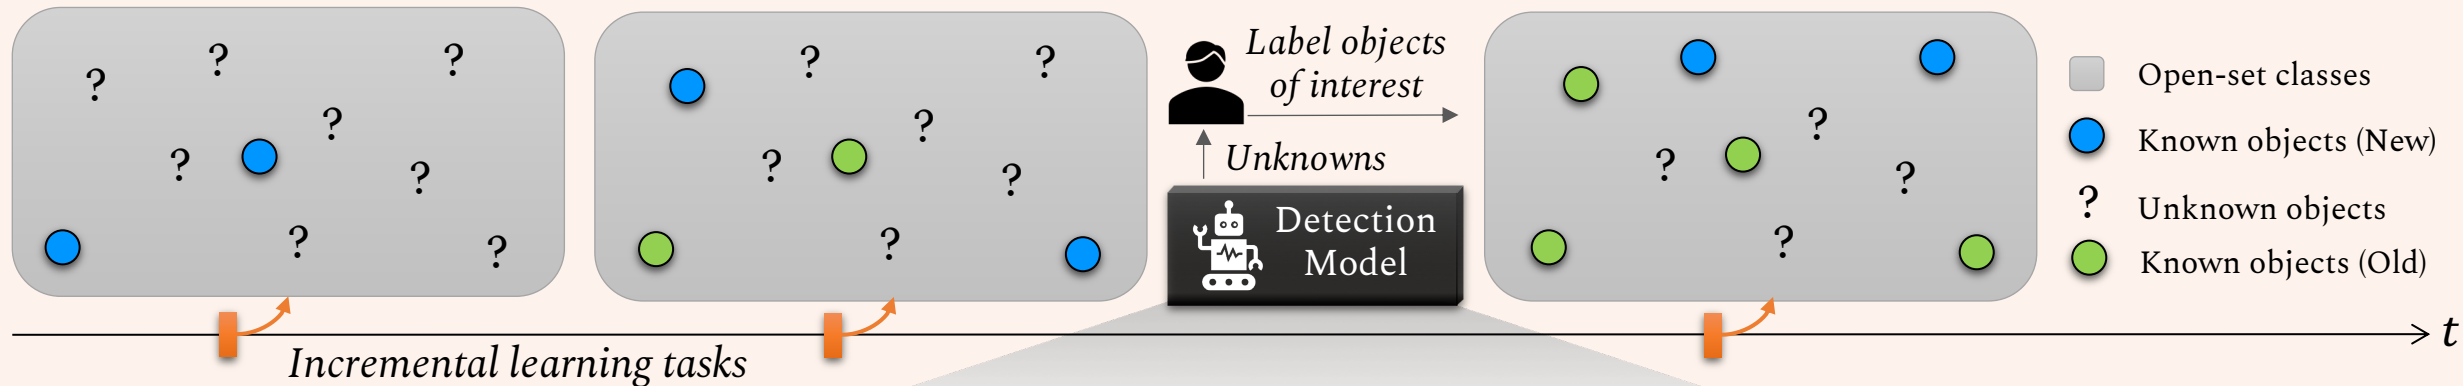 ? ? ? ? ? ? ? ?
? ? ? ? ? ?
Label objects
of interest
Unknowns
Detection
Model
? ? ? ?
Open-set classes
Known objects (New)
? Unknown objects
Known objects (Old)
Incremental learning tasks
t